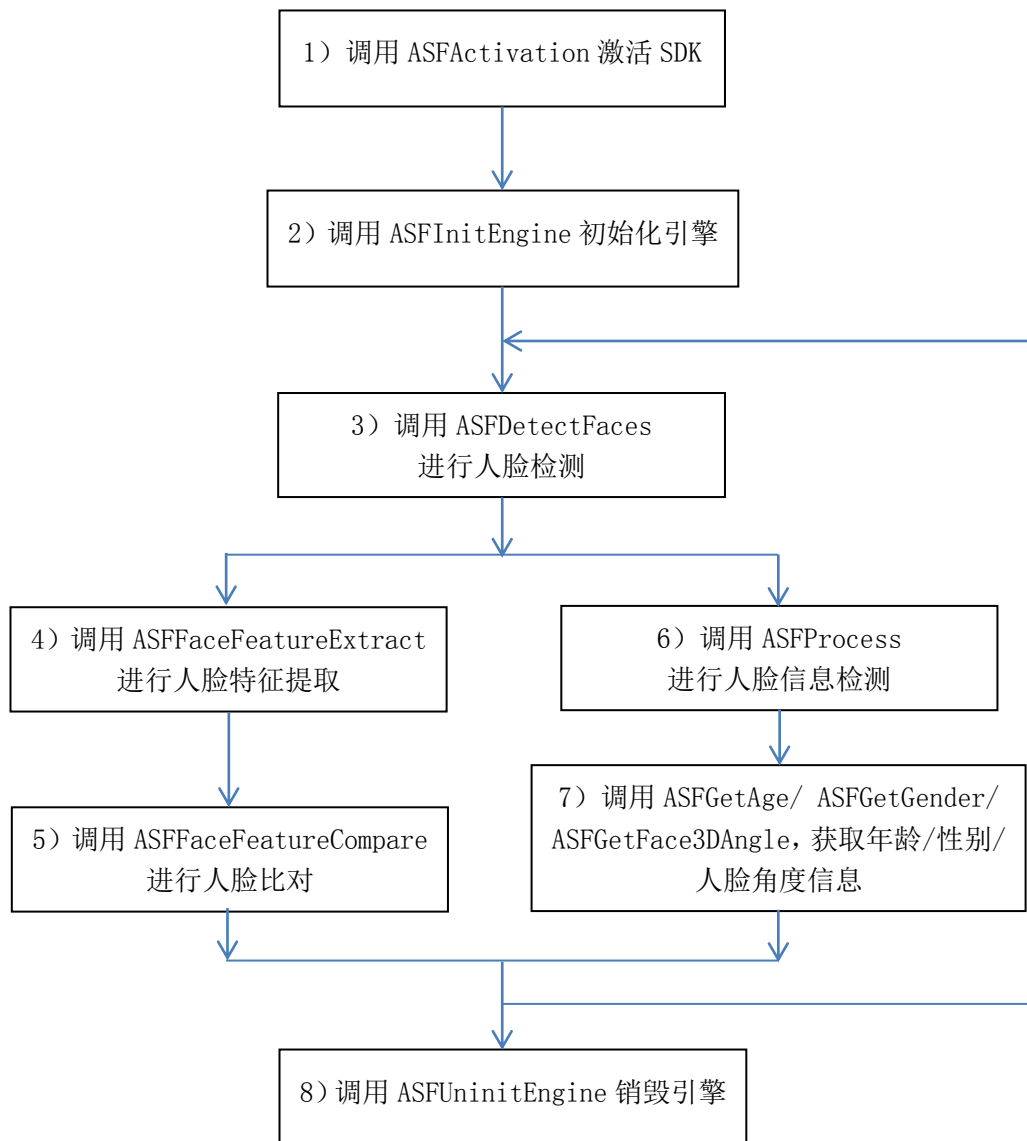 1）调用 ASFActivation 激活 SDK
2）调用 ASFInitEngine 初始化引擎
3）调用 ASFDetectFaces
进行人脸检测
4）调用 ASFFaceFeatureExtract
进行人脸特征提取
5）调用 ASFFaceFeatureCompare
进行人脸比对
6）调用 ASFProcess
进行人脸信息检测
7）调用 ASFGetAge/ ASFGetGender/
ASFGetFace3DAngle，获取年龄/性别/
人脸角度信息
8）调用 ASFUninitEngine 销毁引擎